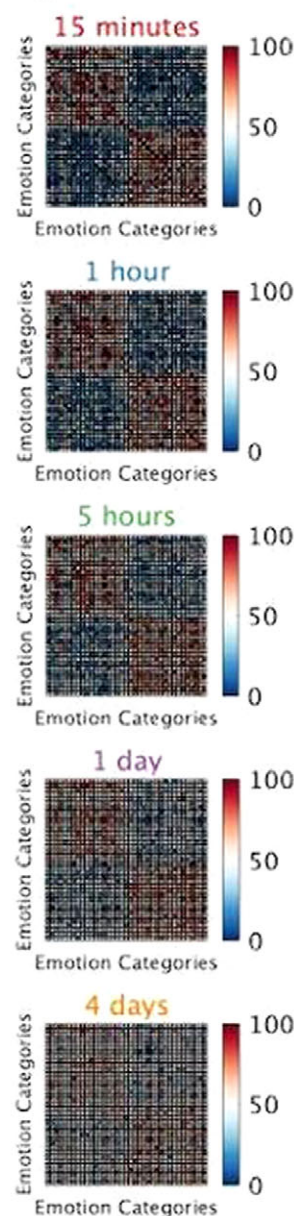 15 minutes
Emotion Categories
100
50
0
Emotion Categories
1 hour
Emotion Categories
100
50
0
Emotion Categories
5 hours
Emotion Categories
100
50
0
Emotion Categories
1 day
Emotion Categories
100
50
0
Emotion Categories
4 days
Emotion Categories
100
50
0
Emotion Categories